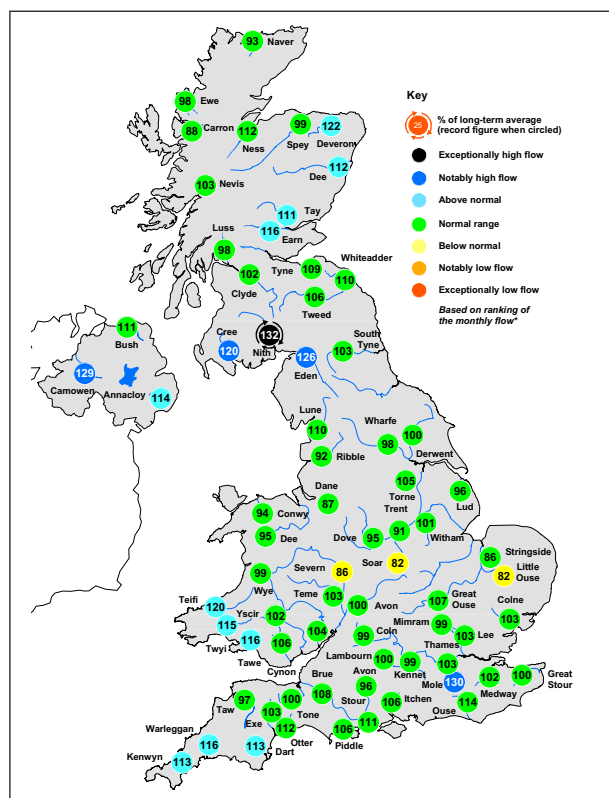 93
Naver
98
Ewe
88
Carron
112
Ness
99
Spey
122
Deveron
112
Dee
103
Nevis
111
Tay
116
Earn
Luss
98
102
Clyde
Tyne
109
Whiteadder
110
106
Tweed
Cree
120
132
Nith
126
Eden
South
Tyne
103
111
Bush
129
Camowen
Annacloy
114
Lune
110
92
Ribble
Wharfe
98
100
Derwent
Dane
87
105
Torne
Trent
96
Lud
94
Conwy
95
Dee
Dove
95
91
101
Witham
86
Stringside
Little
Ouse
82
Severn
86
Soar
82
99
Wye
Teme
103
100
Avon
107
Great
Ouse
Colne
103
Teifi
120
Yscir
102
115
Twyi
116
Tawe
106
Cynon
104
Coln
99
Mimram
99
Thames
103
Lee
Lambourn
100
99
Kennet
103
Mole
130
102
Medway
100
Great
Stour
Avon
96
Stour
106
Itchen
114
Ouse
Brue
108
97
Taw
100
Tone
103
Exe
112
Otter
106
Piddle
111
Warleggan
116
Kenwyn
113
113
Dart
Key
25
% of long-term average
(record figure when circled)
Exceptionally high flow
Notably high flow
Above normal
Normal range
Below normal
Notably low flow
Exceptionally low flow
Based on ranking of
the monthly flow*